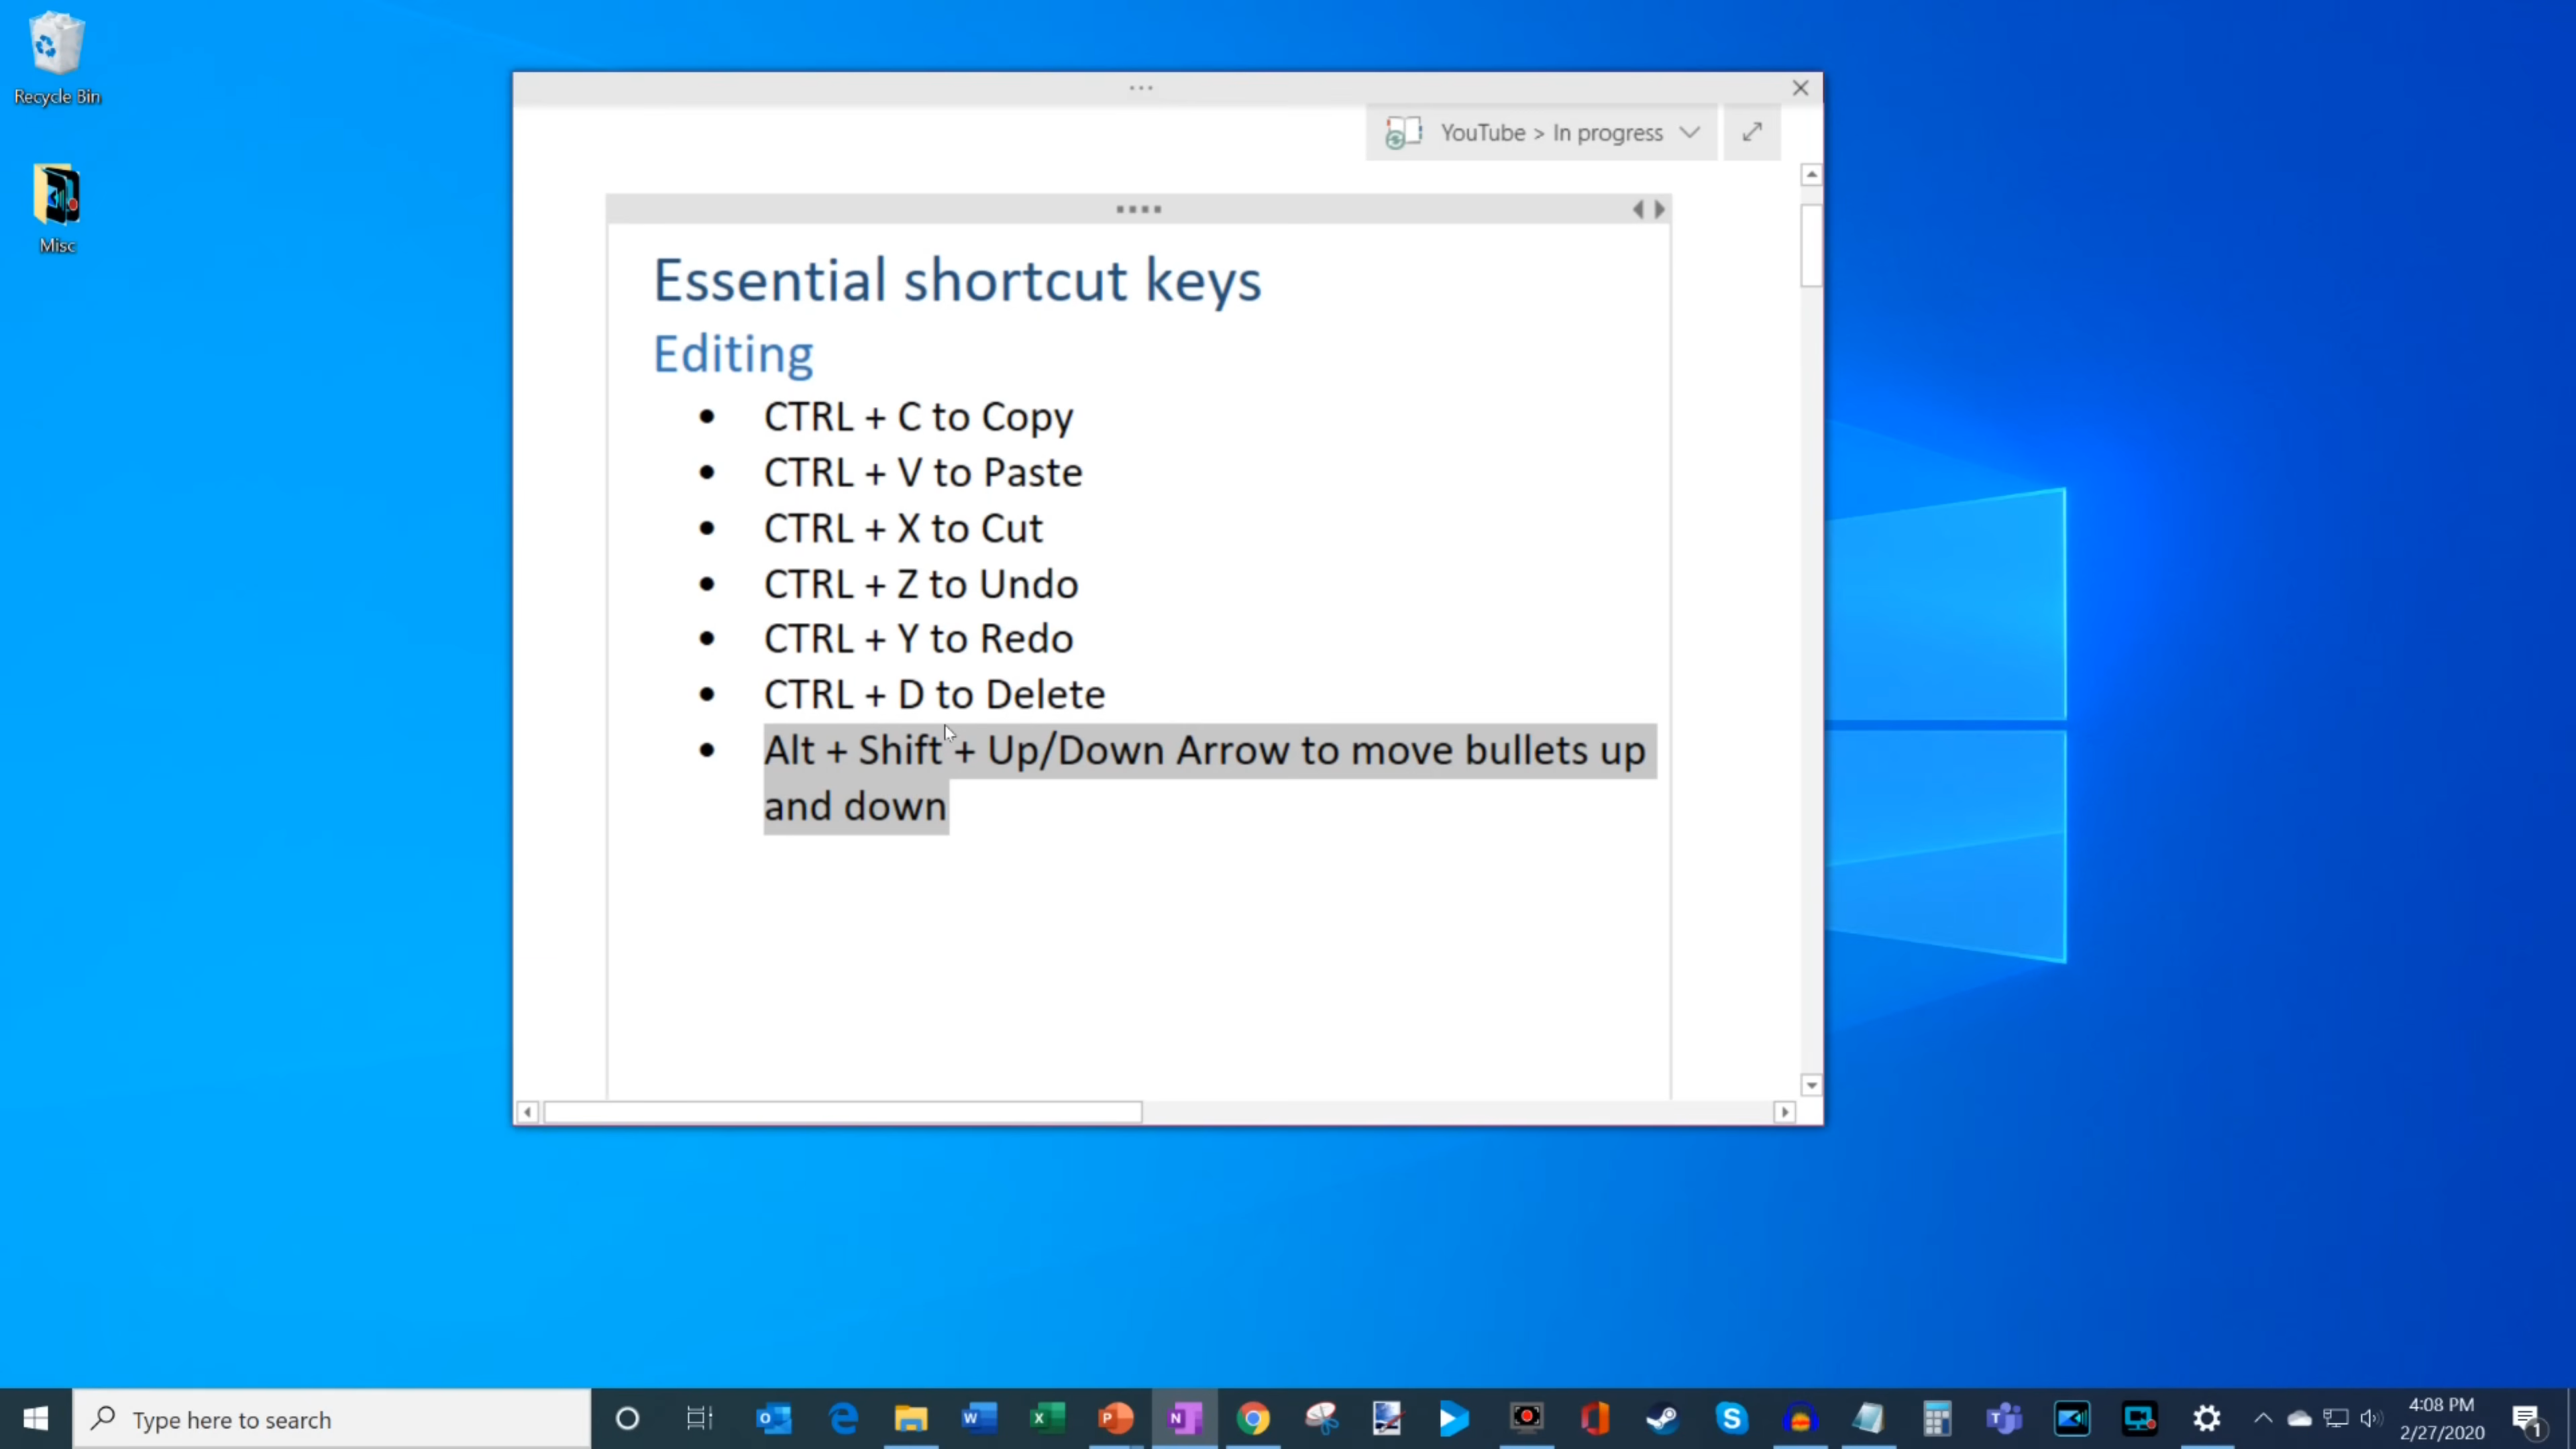 Recycle Bin
Misc
YouTube > In progress
Essential shortcut keys
Editing
• CTRL + C to Copy
• CTRL + V to Paste
• CTRL + X to Cut
• CTRL + Z to Undo
• CTRL + Y to Redo
• CTRL + D to Delete
• Alt + Shift + Up/Down Arrow to move bullets up
and down
Type here to search
4:08 PM
2/27/2020
1